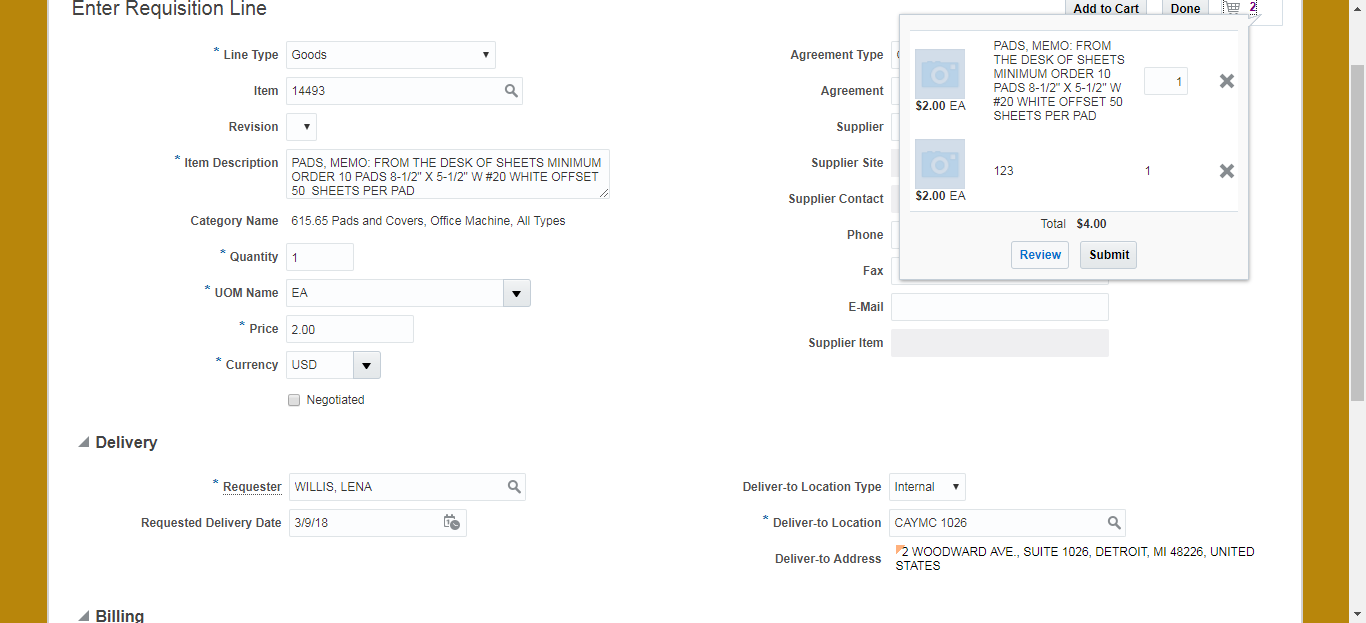 Enter Requisition Line
Add to Cart
Done
2
* Line Type Goods
Item 14493
Revision
* Item Description PADS, MEMO: FROM THE DESK OF SHEETS MINIMUM
ORDER 10 PADS 8-1/2" X 5-1/2" W #20 WHITE OFFSET
50 SHEETS PER PAD
Category Name 615.65 Pads and Covers, Office Machine, All Types
* Quantity 1
* UOM Name EA
* Price 2.00
* Currency USD
Negotiated
Agreement Type
Agreement
Supplier
Supplier Site
Supplier Contact
Phone
Fax
E-Mail
Supplier Item
PADS, MEMO: FROM
THE DESK OF SHEETS
MINIMUM ORDER 10
PADS 8-1/2" X 5-1/2" W
#20 WHITE OFFSET 50
SHEETS PER PAD
1
$2.00 EA
123
1
$2.00 EA
Total $4.00
Review
Submit
Delivery
* Requester WILLIS, LENA
Requested Delivery Date 3/9/18
Deliver-to Location Type Internal
* Deliver-to Location CAYMC 1026
Deliver-to Address 2 WOODWARD AVE., SUITE 1026, DETROIT, MI 48226, UNITED
STATES
Billing